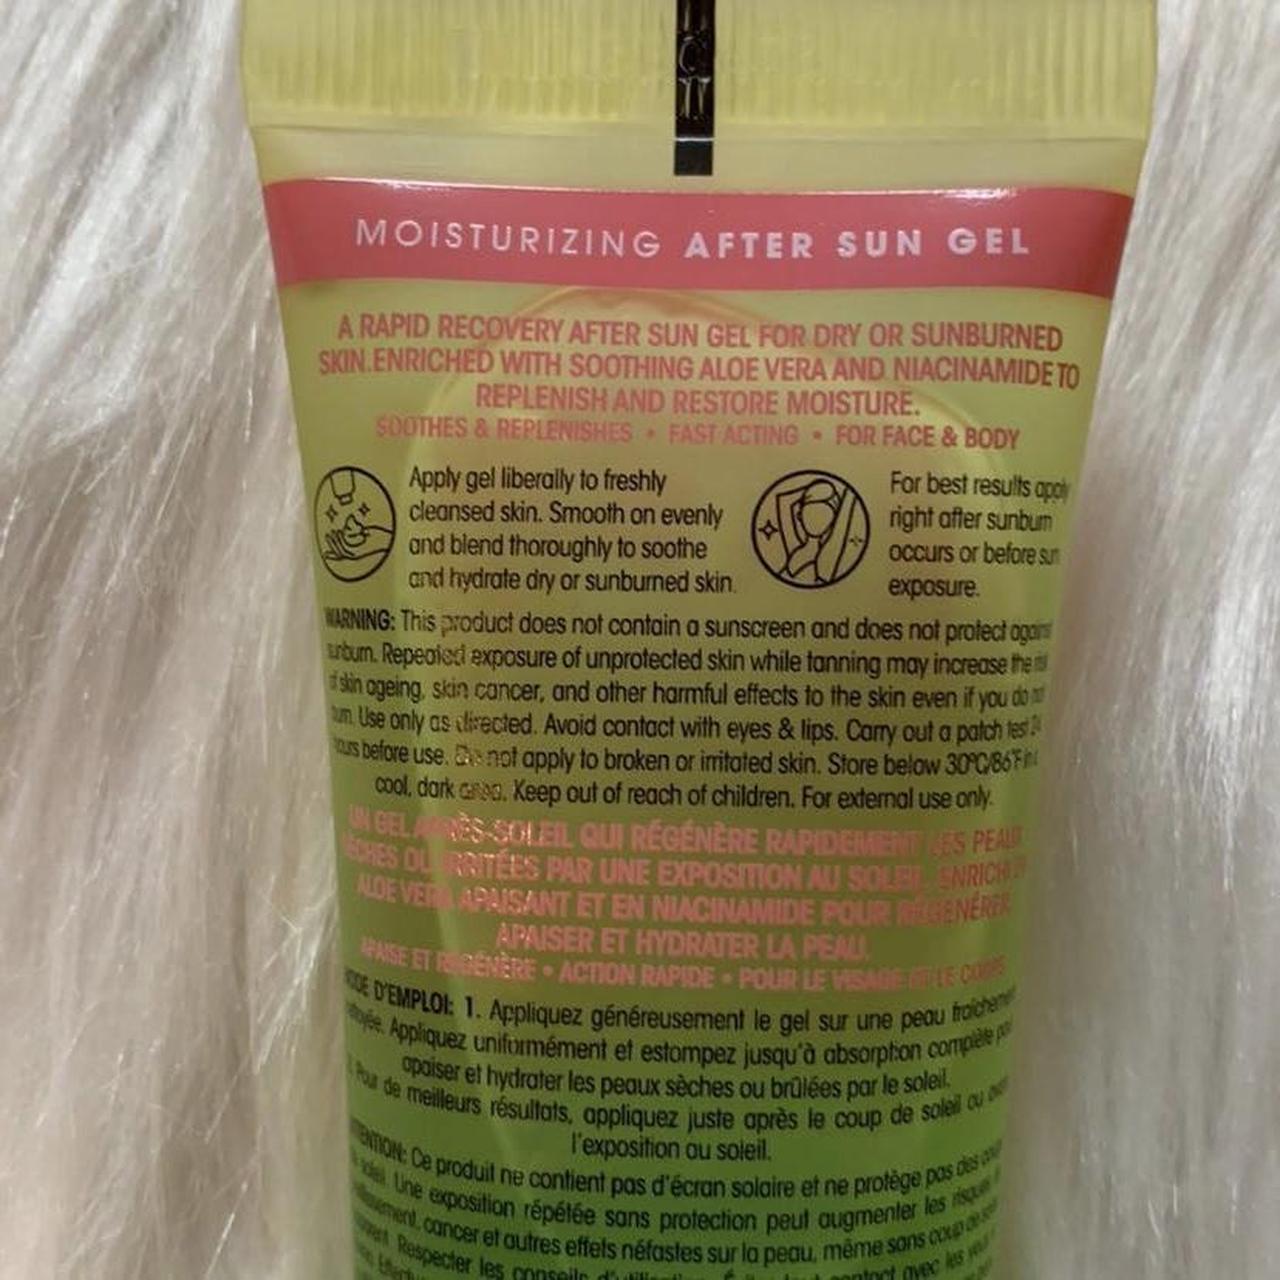 MOISTURIZING AFTER SUN GEL
A RAPID RECOVERY AFTER SUN GEL FOR DRY OR SUNBURNED
SKIN.ENRICHED WITH SOOTHING ALOE VERA AND NIACINAMIDE TO
REPLENISH AND RESTORE MOISTURE.
SOOTHES & REPLENISHES • FAST ACTING • FOR FACE & BODY
Apply gel liberally to freshly
cleansed skin. Smooth on evenly
and blend thoroughly to soothe
and hydrate dry or sunburned skin.
For best results apply
right after sunburn
occurs or before sun
exposure.
WARNING: This product does not contain a sunscreen and does not protect against
sunburn. Repeated exposure of unprotected skin while tanning may increase the risk
of skin ageing, skin cancer, and other harmful effects to the skin even if you do not
burn. Use only as directed. Avoid contact with eyes & lips. Carry out a patch test 24
hours before use. Do not apply to broken or irritated skin. Store below 30°C/86°F in a
cool, dark area. Keep out of reach of children. For external use only.
UN GEL APRÈS-SOLEIL QUI RÉGÉNÈRE RAPIDEMENT LES PEAUX
SÈCHES OU IRRITÉES PAR UNE EXPOSITION AU SOLEIL. ENRICHI EN
ALOE VERA APAISANT ET EN NIACINAMIDE POUR RÉGÉNÉRER,
APAISER ET HYDRATER LA PEAU.
APAISE ET RÉGÉNÈRE • ACTION RAPIDE • POUR LE VISAGE ET LE CORPS
MODE D'EMPLOI: 1. Appliquez généreusement le gel sur une peau fraîchement
nettoyée. Appliquez uniformément et estompez jusqu'à absorption complète pour
apaiser et hydrater les peaux sèches ou brûlées par le soleil.
2. Pour de meilleurs résultats, appliquez juste après le coup de soleil ou avant
l'exposition au soleil.
ATTENTION: Ce produit ne contient pas d'écran solaire et ne protège pas des coups
de soleil. Une exposition répétée sans protection peut augmenter les risques
cancer et autres effets néfastes sur la peau, même sans coup de
Respecter les conseils d'utilisation. contact avec les